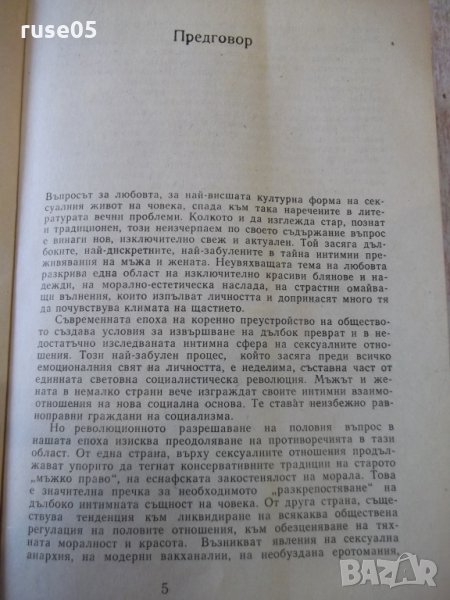 ruse05
Предговор
Въпросът за любовта, за най-висшата културна форма на сек-
суалния живот на човека, спада към така наречените в ли-
тературата вечни проблеми. Колкото и да изглежда стар, познат
и традиционен, този неизчерпаем по своето съдържание въпрос
е винаги нов, изключително свеж и актуален. Той засяга дъл-
боките, най-дискретните, най-забулените в тайна интимни пре-
живявания на мъжа и жената. Неувяхващата тема на любовта
разкрива една област на изключително красиви блянове и на-
дежди, на морално-естетическа наслада, на страстни омайва-
щи вълнения, които изпълват личността и допринасят много тя
да почувствува климата на щастието.
Съвременната епоха на коренно преустройство на общество-
то създава условия за извършване на дълбок преврат и в не-
достатъчно изследваната интимна сфера на сексуалните отно-
шения. Този най-забулен процес, който засяга преди всичко
емоционалния свят на личността, е неделима, съставна част от
единната световна социалистическа революция. Мъжът и же-
ната в немалко страни вече изграждат своите интимни взаимо-
отношения на нова социална основа. Те стават неизбежно рав-
ноправни граждани на социализма.
Но революционното разрешаване на половия въпрос в
нашата епоха изисква преодоляване на противоречията в тази
област. От една страна, върху сексуалните отношения продъл-
жават упорито да тегнат консервативните традиции на старото
„мъжко право“, на еснафската закостенялост на морала. Това
е значителна пречка за необходимото „разкрепостяване“ на
дълбоко интимната същност на човека. От друга страна, съще-
ствува тенденция към ликвидиране на всякаква обществена
регулация на половите отношения, към обезценяване на тях-
ната моралност и красота. Възникват явления на сексуална
анархия, на модерни вакханалии, на необуздана еротомания,
5
BAZAR